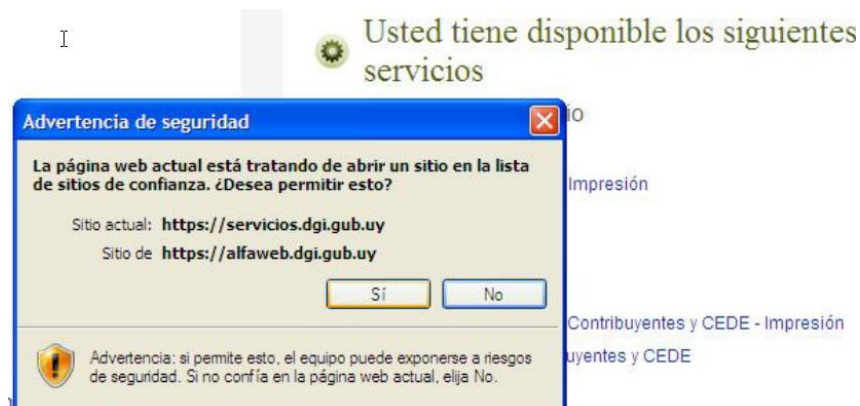 Usted tiene disponible los siguientes
servicios
io
Advertencia de seguridad
La página web actual está tratando de abrir un sitio en la lista
de sitios de confianza. ¿Desea permitir esto?
Impresión
Sitio actual: https://servicios.dgi.gub.uy
Sitio de https://alfaweb.dgi.gub.uy
Sí No
Contribuyentes y CEDE - Impresión
uyentes y CEDE
Advertencia: si permite esto, el equipo puede exponerse a riesgos
de seguridad. Si no confía en la página web actual, elija No.